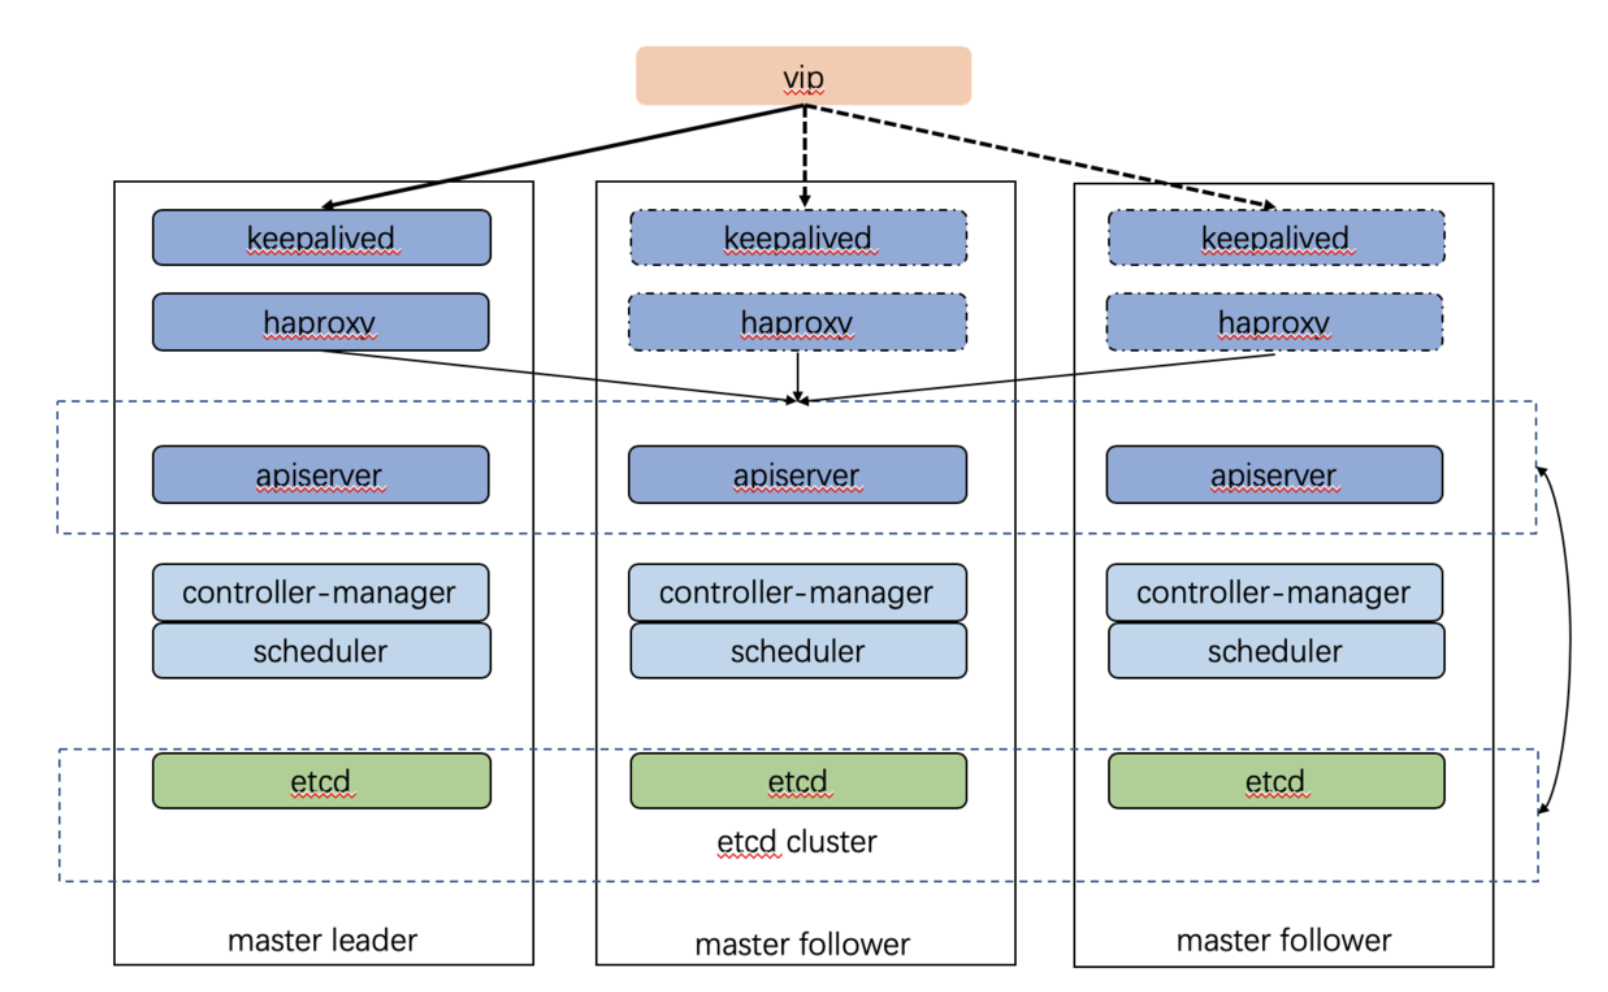 vip
keepalived
keepalived
keepalived
haproxy
haproxy
haproxy
apiserver
apiserver
apiserver
controller-manager
controller-manager
controller-manager
scheduler
scheduler
scheduler
etcd
etcd
etcd
etcd cluster
master leader
master follower
master follower